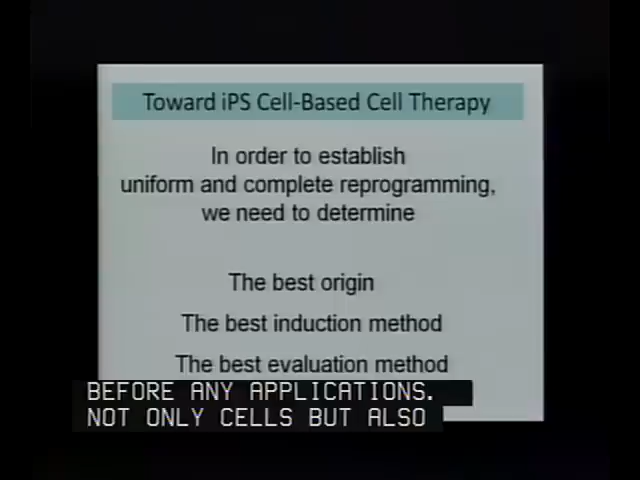 Toward iPS Cell-Based Cell Therapy
In order to establish
uniform and complete reprogramming,
we need to determine
The best origin
The best induction method
The best evaluation method
BEFORE ANY APPLICATIONS.
NOT ONLY CELLS BUT ALSO